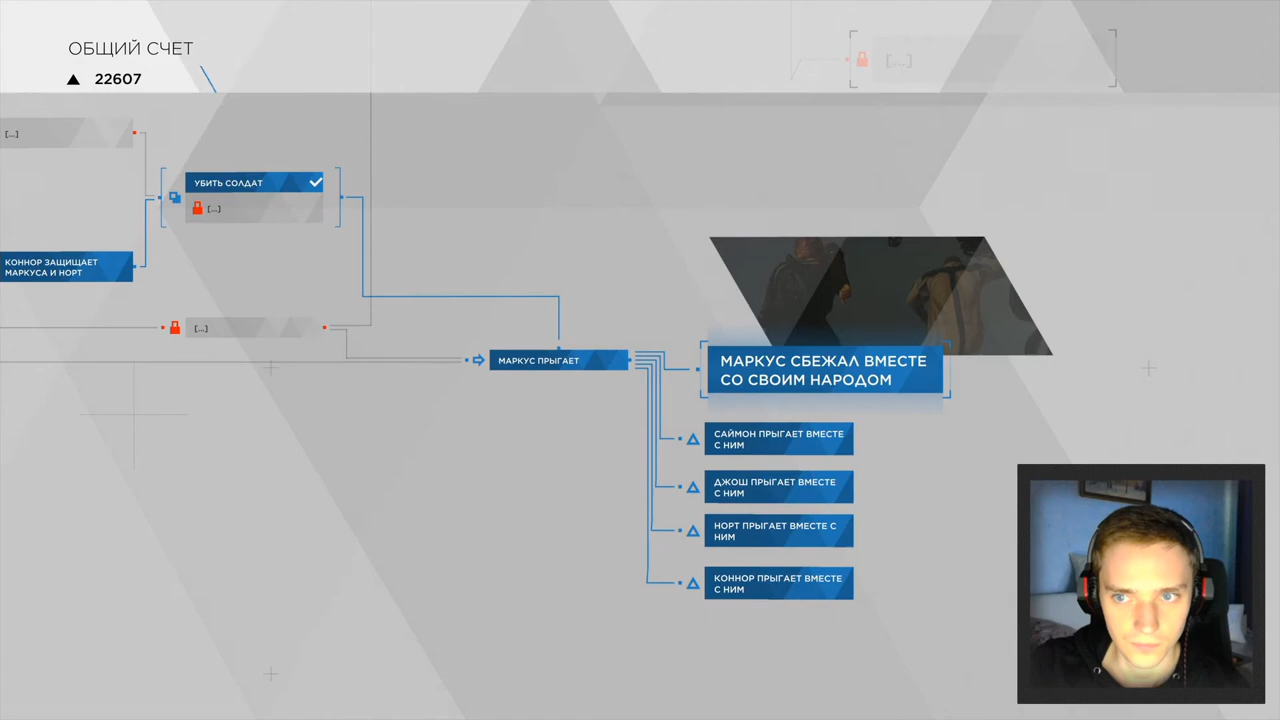 ОБЩИЙ СЧЕТ
22607
[...]
[...]
УБИТЬ СОЛДАТ
[...]
КОННОР ЗАЩИЩАЕТ
МАРКУСА И НОРТ
[...]
МАРКУС ПРЫГАЕТ
МАРКУС СБЕЖАЛ ВМЕСТЕ
СО СВОИМ НАРОДОМ
САЙМОН ПРЫГАЕТ ВМЕСТЕ
С НИМ
ДЖОШ ПРЫГАЕТ ВМЕСТЕ
С НИМ
НОРТ ПРЫГАЕТ ВМЕСТЕ С
НИМ
КОННОР ПРЫГАЕТ ВМЕСТЕ
С НИМ